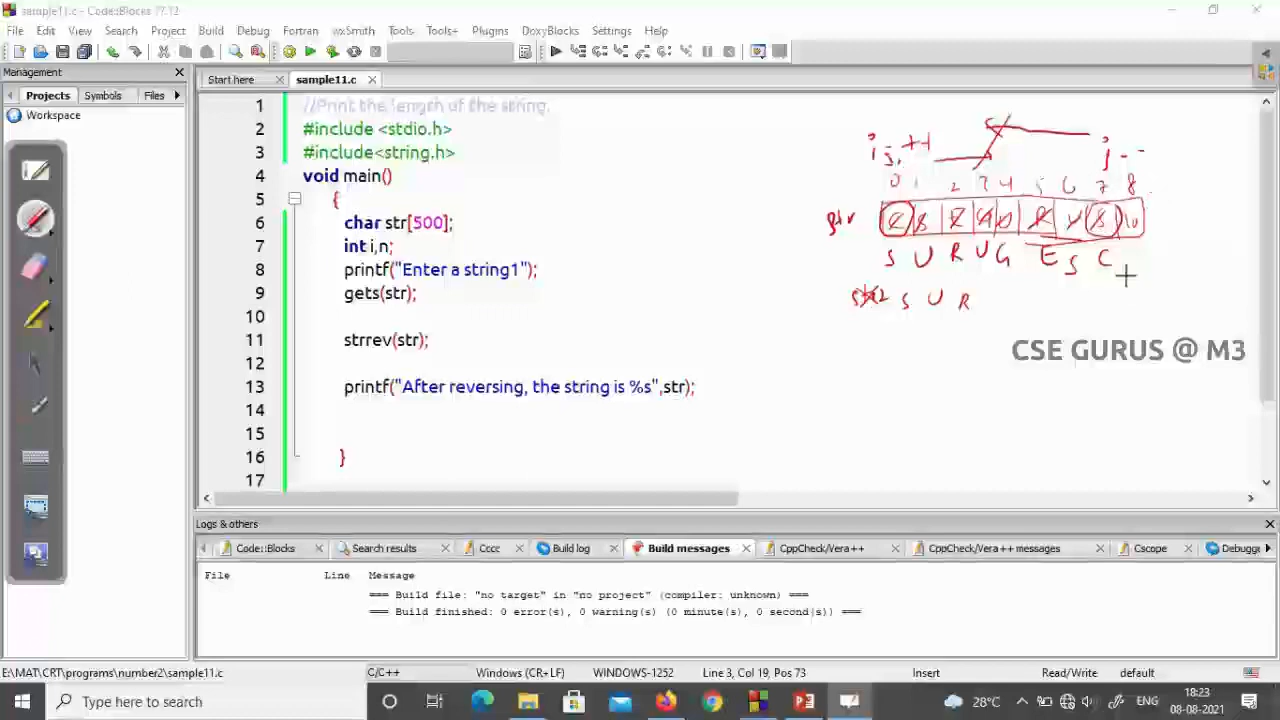 sample11.c - Code::Blocks 17.12
File Edit View Search Project Build Debug Fortran wxSmith Tools Tools+ Plugins DoxyBlocks Settings Help
Management
Projects Symbols Files
Workspace
Start here sample11.c
1 //Print the length of the string.
2 #include <stdio.h>
3 #include<string.h>
4 void main()
5 {
6 char str[500];
7 int i,n;
8 printf("Enter a string1");
9 gets(str);
10
11 strrev(str);
12
13 printf("After reversing, the string is %s",str);
14
15
16 }
17
i ++ j --
0 1 2 3 4 5 6 7 8
str
S U R U G E S C
S U R
CSE GURUS @ M3
Logs & others
Code::Blocks Search results Cccc Build log Build messages CppCheck/Vera++ CppCheck/Vera++ messages Cscope Debugge
File Line Message
=== Build file: "no target" in "no project" (compiler: unknown) ===
=== Build finished: 0 error(s), 0 warning(s) (0 minute(s), 0 second(s)) ===
E:\MAT\CRT\programs\number2\sample11.c C/C++ Windows (CR+LF) WINDOWS-1252 Line 3, Col 19, Pos 73 Insert Read/Write default
Type here to search
28°C ENG 18:23
08-08-2021